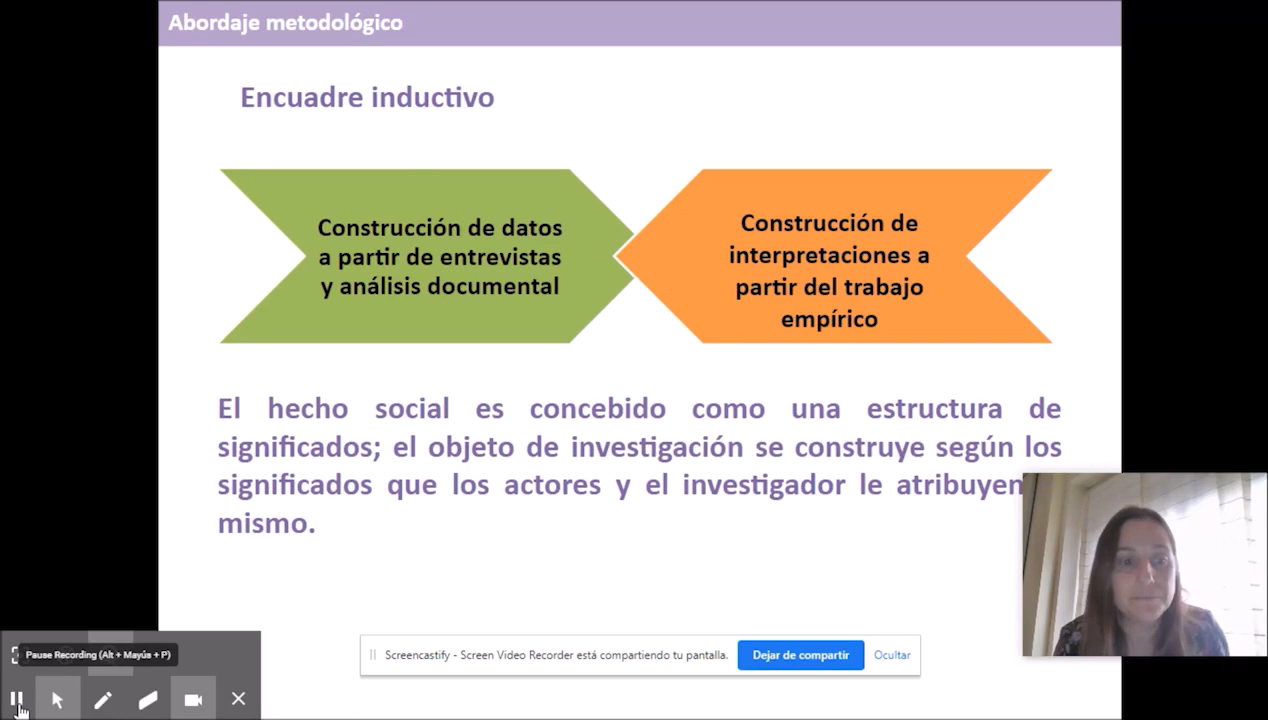 Abordaje metodológico
Encuadre inductivo
Construcción de datos
a partir de entrevistas
y análisis documental
Construcción de
interpretaciones a
partir del trabajo
empírico
El hecho social es concebido como una estructura de
significados; el objeto de investigación se construye según los
significados que los actores y el investigador le atribuyen
mismo.
Pause Recording (Alt + Mayús + P)
Screencastify - Screen Video Recorder está compartiendo tu pantalla.
Dejar de compartir
Ocultar